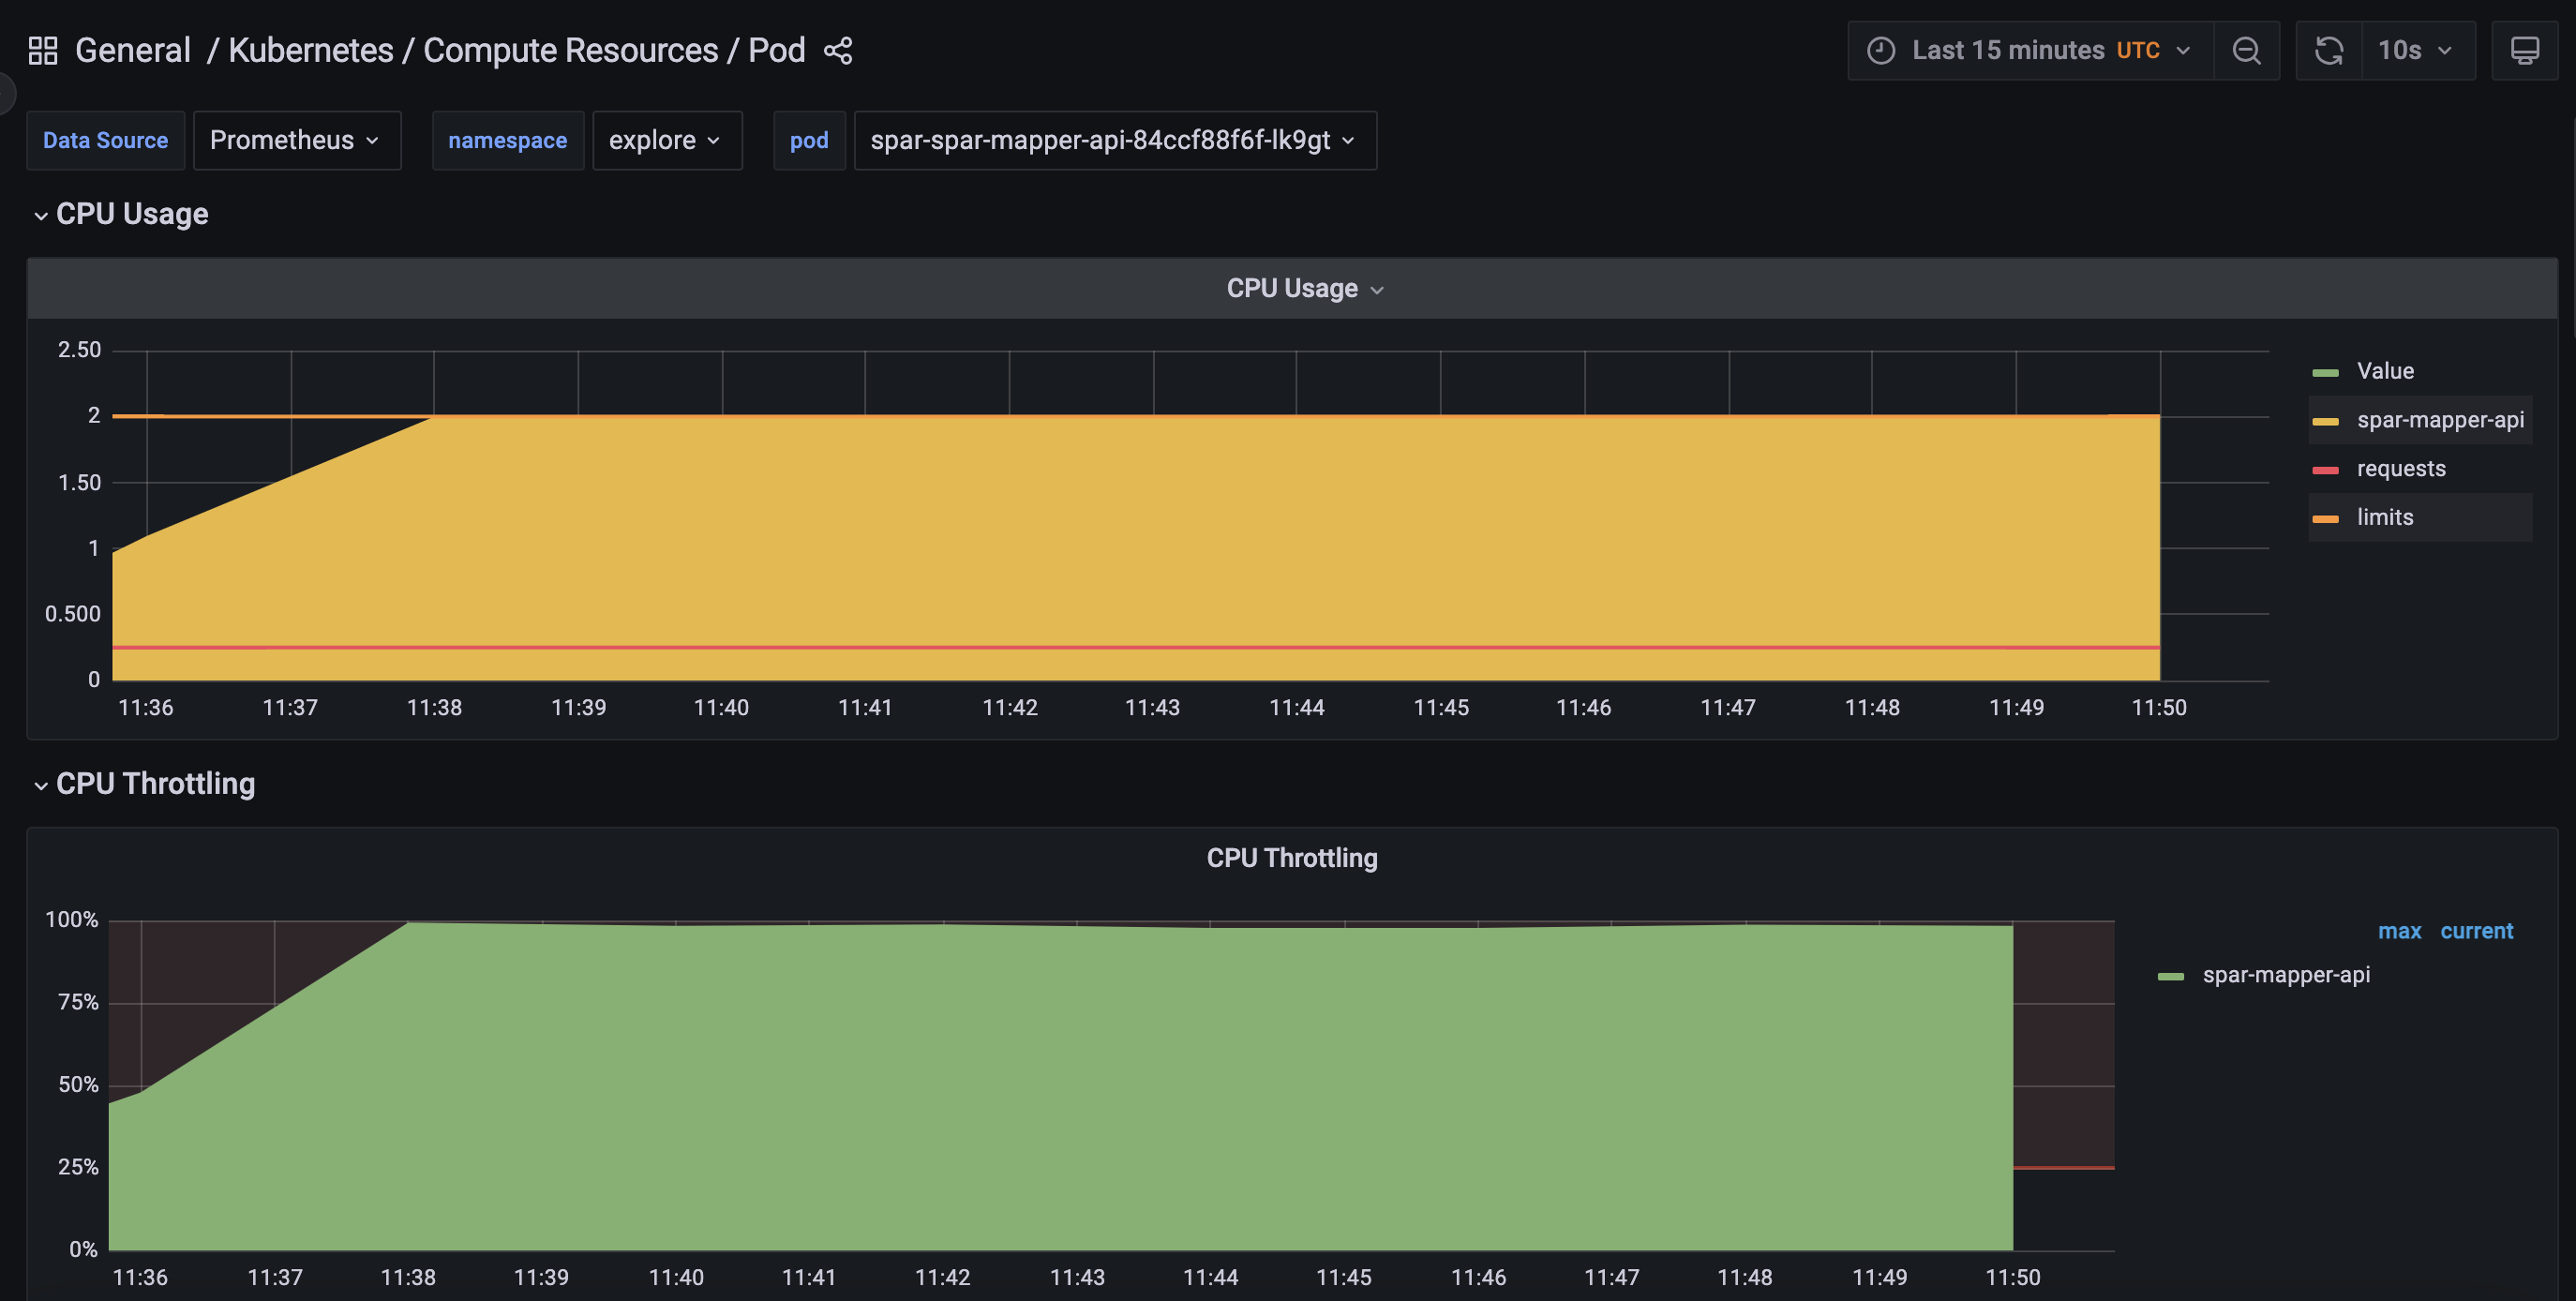 General / Kubernetes / Compute Resources / Pod
Last 15 minutes UTC
10s
Data Source Prometheus namespace explore pod spar-spar-mapper-api-84ccf88f6f-lk9gt
CPU Usage
CPU Usage
2.50
2
1.50
1
0.500
0
11:36 11:37 11:38 11:39 11:40 11:41 11:42 11:43 11:44 11:45 11:46 11:47 11:48 11:49 11:50
Value
spar-mapper-api
requests
limits
CPU Throttling
CPU Throttling
100%
75%
50%
25%
0%
11:36 11:37 11:38 11:39 11:40 11:41 11:42 11:43 11:44 11:45 11:46 11:47 11:48 11:49 11:50
max current
spar-mapper-api